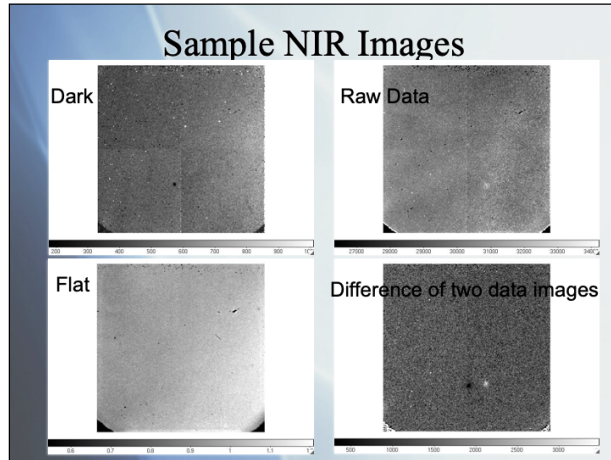 Sample NIR Images
Dark
Raw Data
200 300 400 500 600 700 800 900
27000 28000 29000 30000 31000 32000 33000
Flat
Difference of two data images
0.6 0.7 0.8 0.9 1 1.1
500 1000 1500 2000 2500 3000